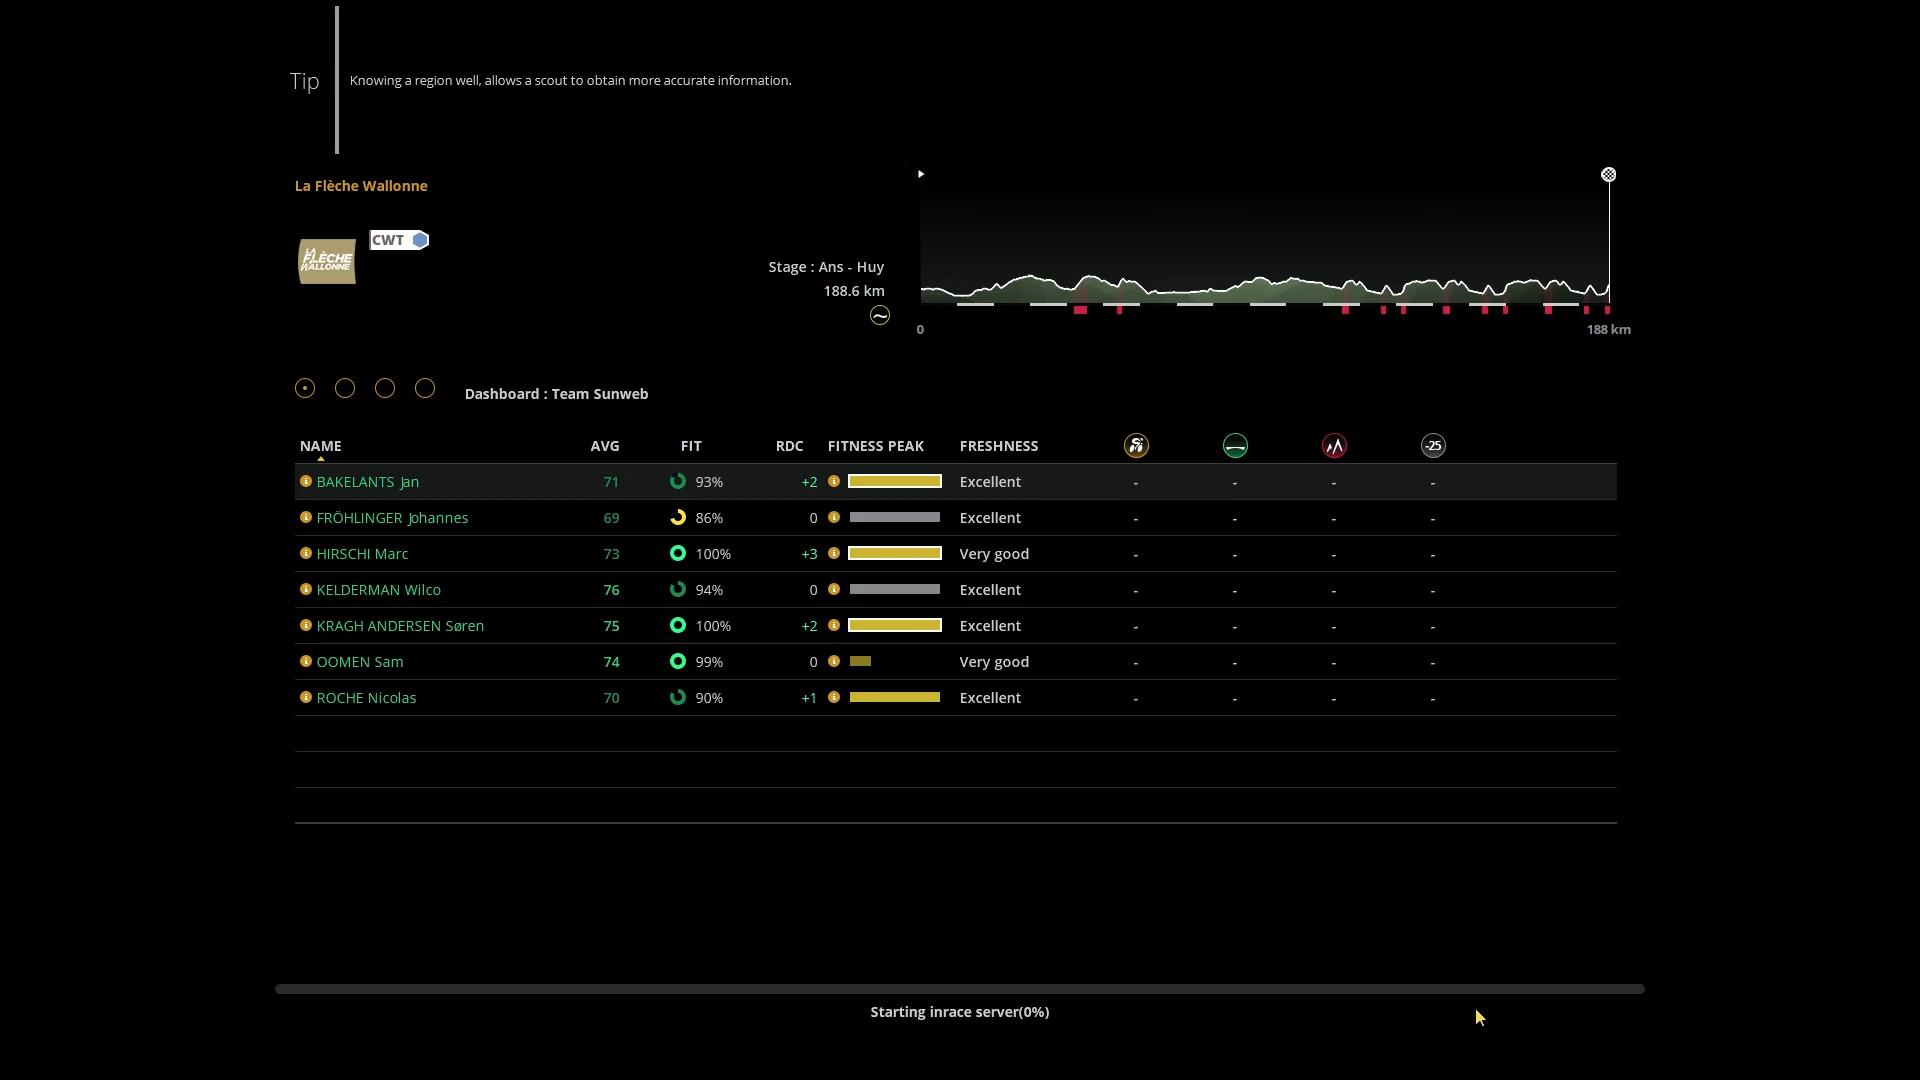 Tip
Knowing a region well, allows a scout to obtain more accurate information.
La Flèche Wallonne
LA FLÈCHE WALLONNE
CWT
Stage : Ans - Huy
188.6 km
0
188 km
Dashboard : Team Sunweb
NAME AVG FIT RDC FITNESS PEAK FRESHNESS -25
BAKELANTS Jan 71 93% +2 Excellent - - - -
FRÖHLINGER Johannes 69 86% 0 Excellent - - - -
HIRSCHI Marc 73 100% +3 Very good - - - -
KELDERMAN Wilco 76 94% 0 Excellent - - - -
KRAGH ANDERSEN Søren 75 100% +2 Excellent - - - -
OOMEN Sam 74 99% 0 Very good - - - -
ROCHE Nicolas 70 90% +1 Excellent - - - -
Starting inrace server(0%)